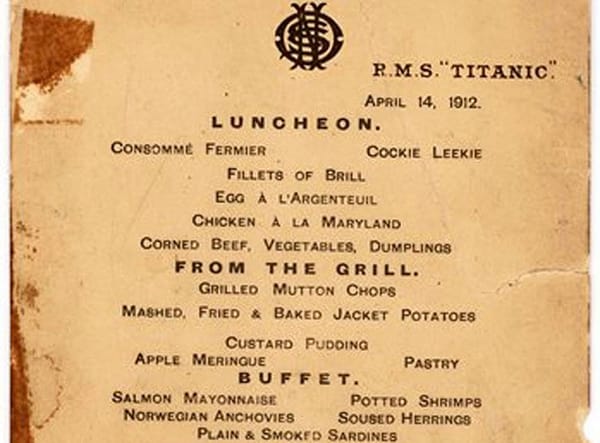 R.M.S. "TITANIC."
APRIL 14, 1912.
LUNCHEON.
CONSOMMÉ FERMIER COCKIE LEEKIE
FILLETS OF BRILL
EGG À L'ARGENTEUIL
CHICKEN À LA MARYLAND
CORNED BEEF, VEGETABLES, DUMPLINGS
FROM THE GRILL.
GRILLED MUTTON CHOPS
MASHED, FRIED & BAKED JACKET POTATOES
CUSTARD PUDDING
APPLE MERINGUE PASTRY
BUFFET.
SALMON MAYONNAISE POTTED SHRIMPS
NORWEGIAN ANCHOVIES SOUSED HERRINGS
PLAIN & SMOKED SARDINES